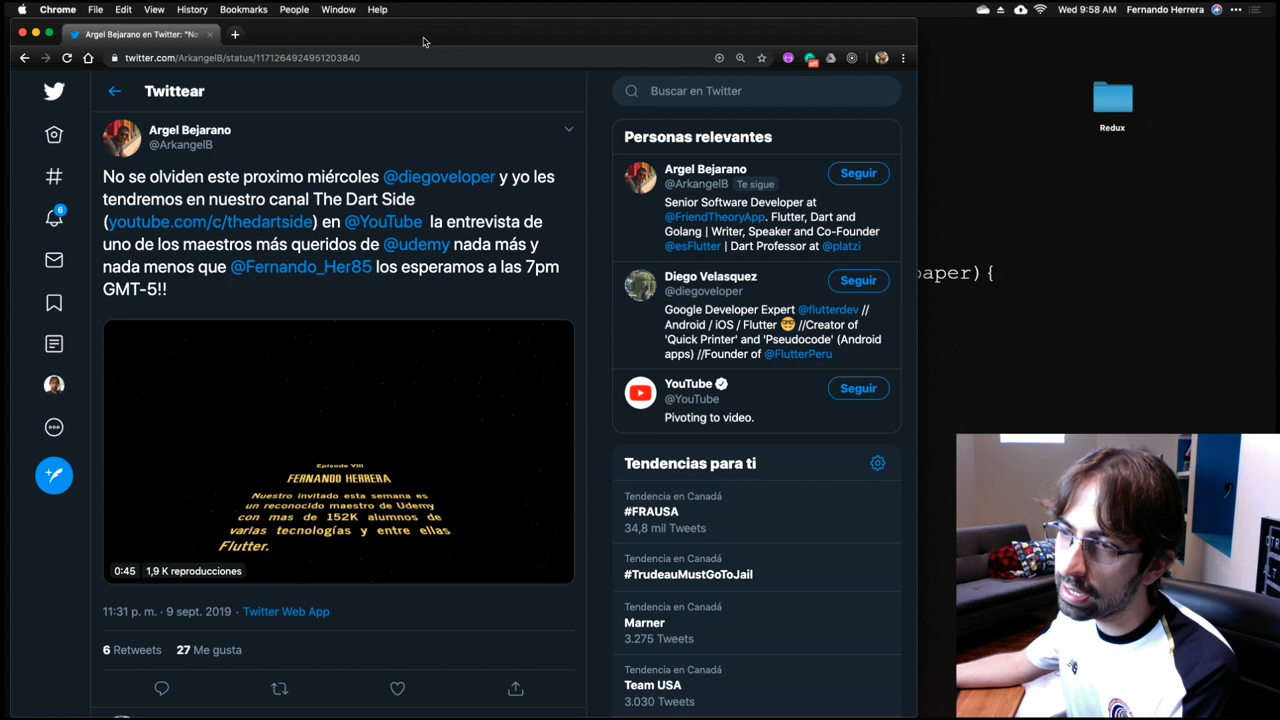 Chrome File Edit View History Bookmarks People Window Help
Wed 9:58 AM Fernando Herrera
Argel Bejarano en Twitter: "No
twitter.com/ArkangelB/status/1171264924951203840
off
Twittear
Buscar en Twitter
6
Argel Bejarano
@ArkangelB
No se olviden este proximo miércoles @diegoveloper y yo les
tendremos en nuestro canal The Dart Side
(youtube.com/c/thedartside) en @YouTube la entrevista de
uno de los maestros más queridos de @udemy nada más y
nada menos que @Fernando_Her85 los esperamos a las 7pm
GMT-5!!
Episode VIII
FERNANDO HERRERA
Nuestro invitado esta semana es
un reconocido maestro de Udemy
con mas de 152K alumnos de
varias tecnologías y entre ellas
Flutter.
0:45 1,9 K reproducciones
11:31 p. m. · 9 sept. 2019 · Twitter Web App
6 Retweets 27 Me gusta
Personas relevantes
Argel Bejarano
@ArkangelB Te sigue
Seguir
Senior Software Developer at
@FriendTheoryApp. Flutter, Dart and
Golang | Writer, Speaker and Co-Founder
@esFlutter | Dart Professor at @platzi
Diego Velasquez
@diegoveloper
Seguir
Google Developer Expert @flutterdev //
Android / iOS / Flutter 🤓 //Creator of
'Quick Printer' and 'Pseudocode' (Android
apps) //Founder of @FlutterPeru
YouTube
@YouTube
Seguir
Pivoting to video.
Tendencias para ti
Tendencia en Canadá
#FRAUSA
34,8 mil Tweets
Tendencia en Canadá
#TrudeauMustGoToJail
Tendencia en Canadá
Marner
3.275 Tweets
Tendencia en Canadá
Team USA
3.030 Tweets
Redux
paper){